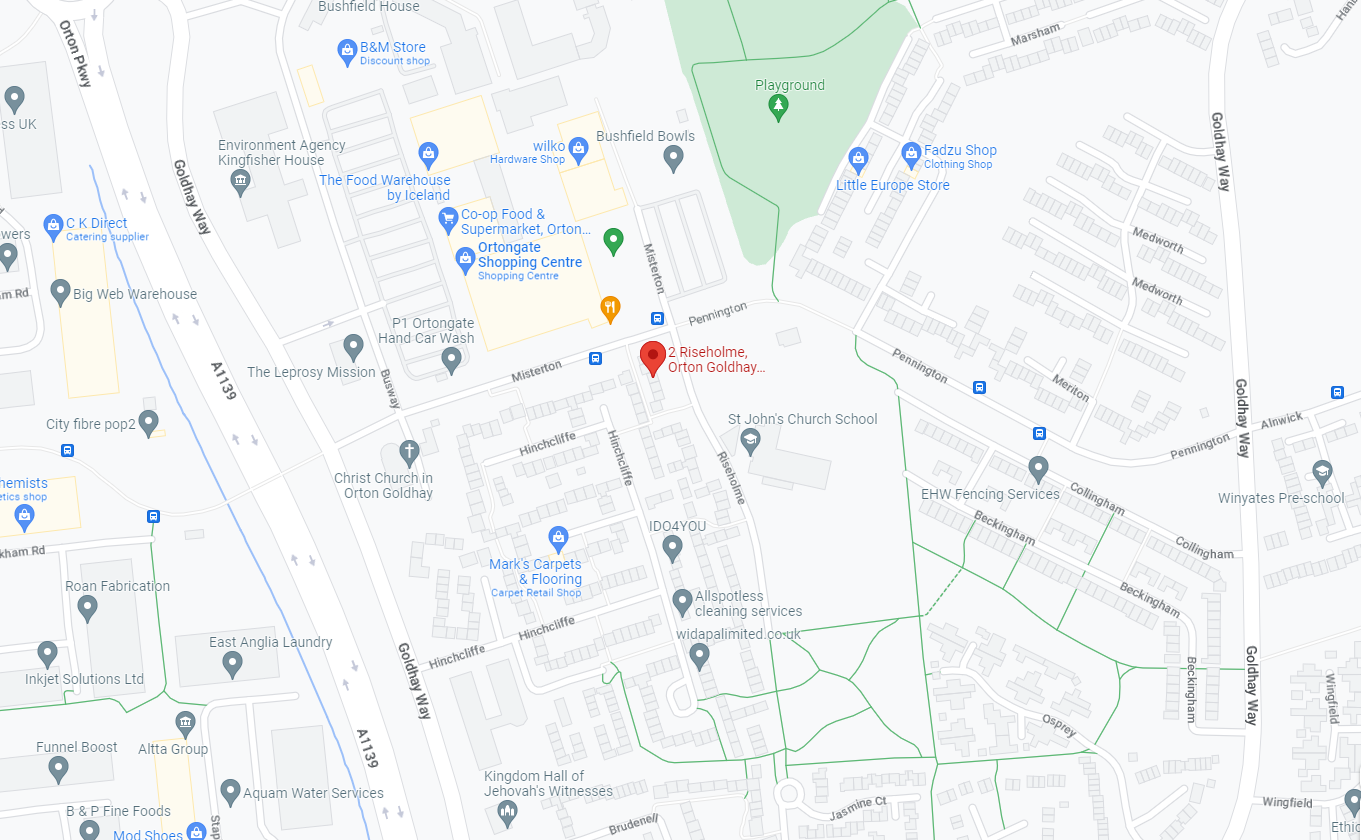 Bushfield House
Orton Pkwy
B&M Store
Discount shop
Marsham
Playground
ss UK
Goldhay Way
Environment Agency
Kingfisher House
wilko
Hardware Shop
Bushfield Bowls
Fadzu Shop
Clothing Shop
Little Europe Store
The Food Warehouse
by Iceland
Goldhay Way
C K Direct
Catering supplier
Co-op Food &
Supermarket, Orton...
Ortongate
Shopping Centre
Shopping Centre
wers
Misterton
Medworth
Medworth
Big Web Warehouse
m Rd
P1 Ortongate
Hand Car Wash
Pennington
The Leprosy Mission
Misterton
Busway
2 Riseholme,
Orton Goldhay...
Pennington
Meriton
A1139
Goldhay Way
City fibre pop2
St John's Church School
Alnwick
Pennington
Hinchcliffe
Hinchcliffe
Riseholme
Christ Church in
Orton Goldhay
hemists
etics shop
EHW Fencing Services
Winyates Pre-school
Collingham
Beckingham
Collingham
IDO4YOU
kham Rd
Mark's Carpets
& Flooring
Carpet Retail Shop
Roan Fabrication
Allspotless
cleaning services
Beckingham
Hinchcliffe
widapalimited.co.uk
East Anglia Laundry
Hinchcliffe
Goldhay Way
Inkjet Solutions Ltd
Beckingham
Goldhay Way
Wingfield
Osprey
Funnel Boost
Altta Group
A1139
Kingdom Hall of
Jehovah's Witnesses
Aquam Water Services
B & P Fine Foods
Jasmine Ct
Wingfield
Brudenell
Stap
Mod Shoes
Ethic